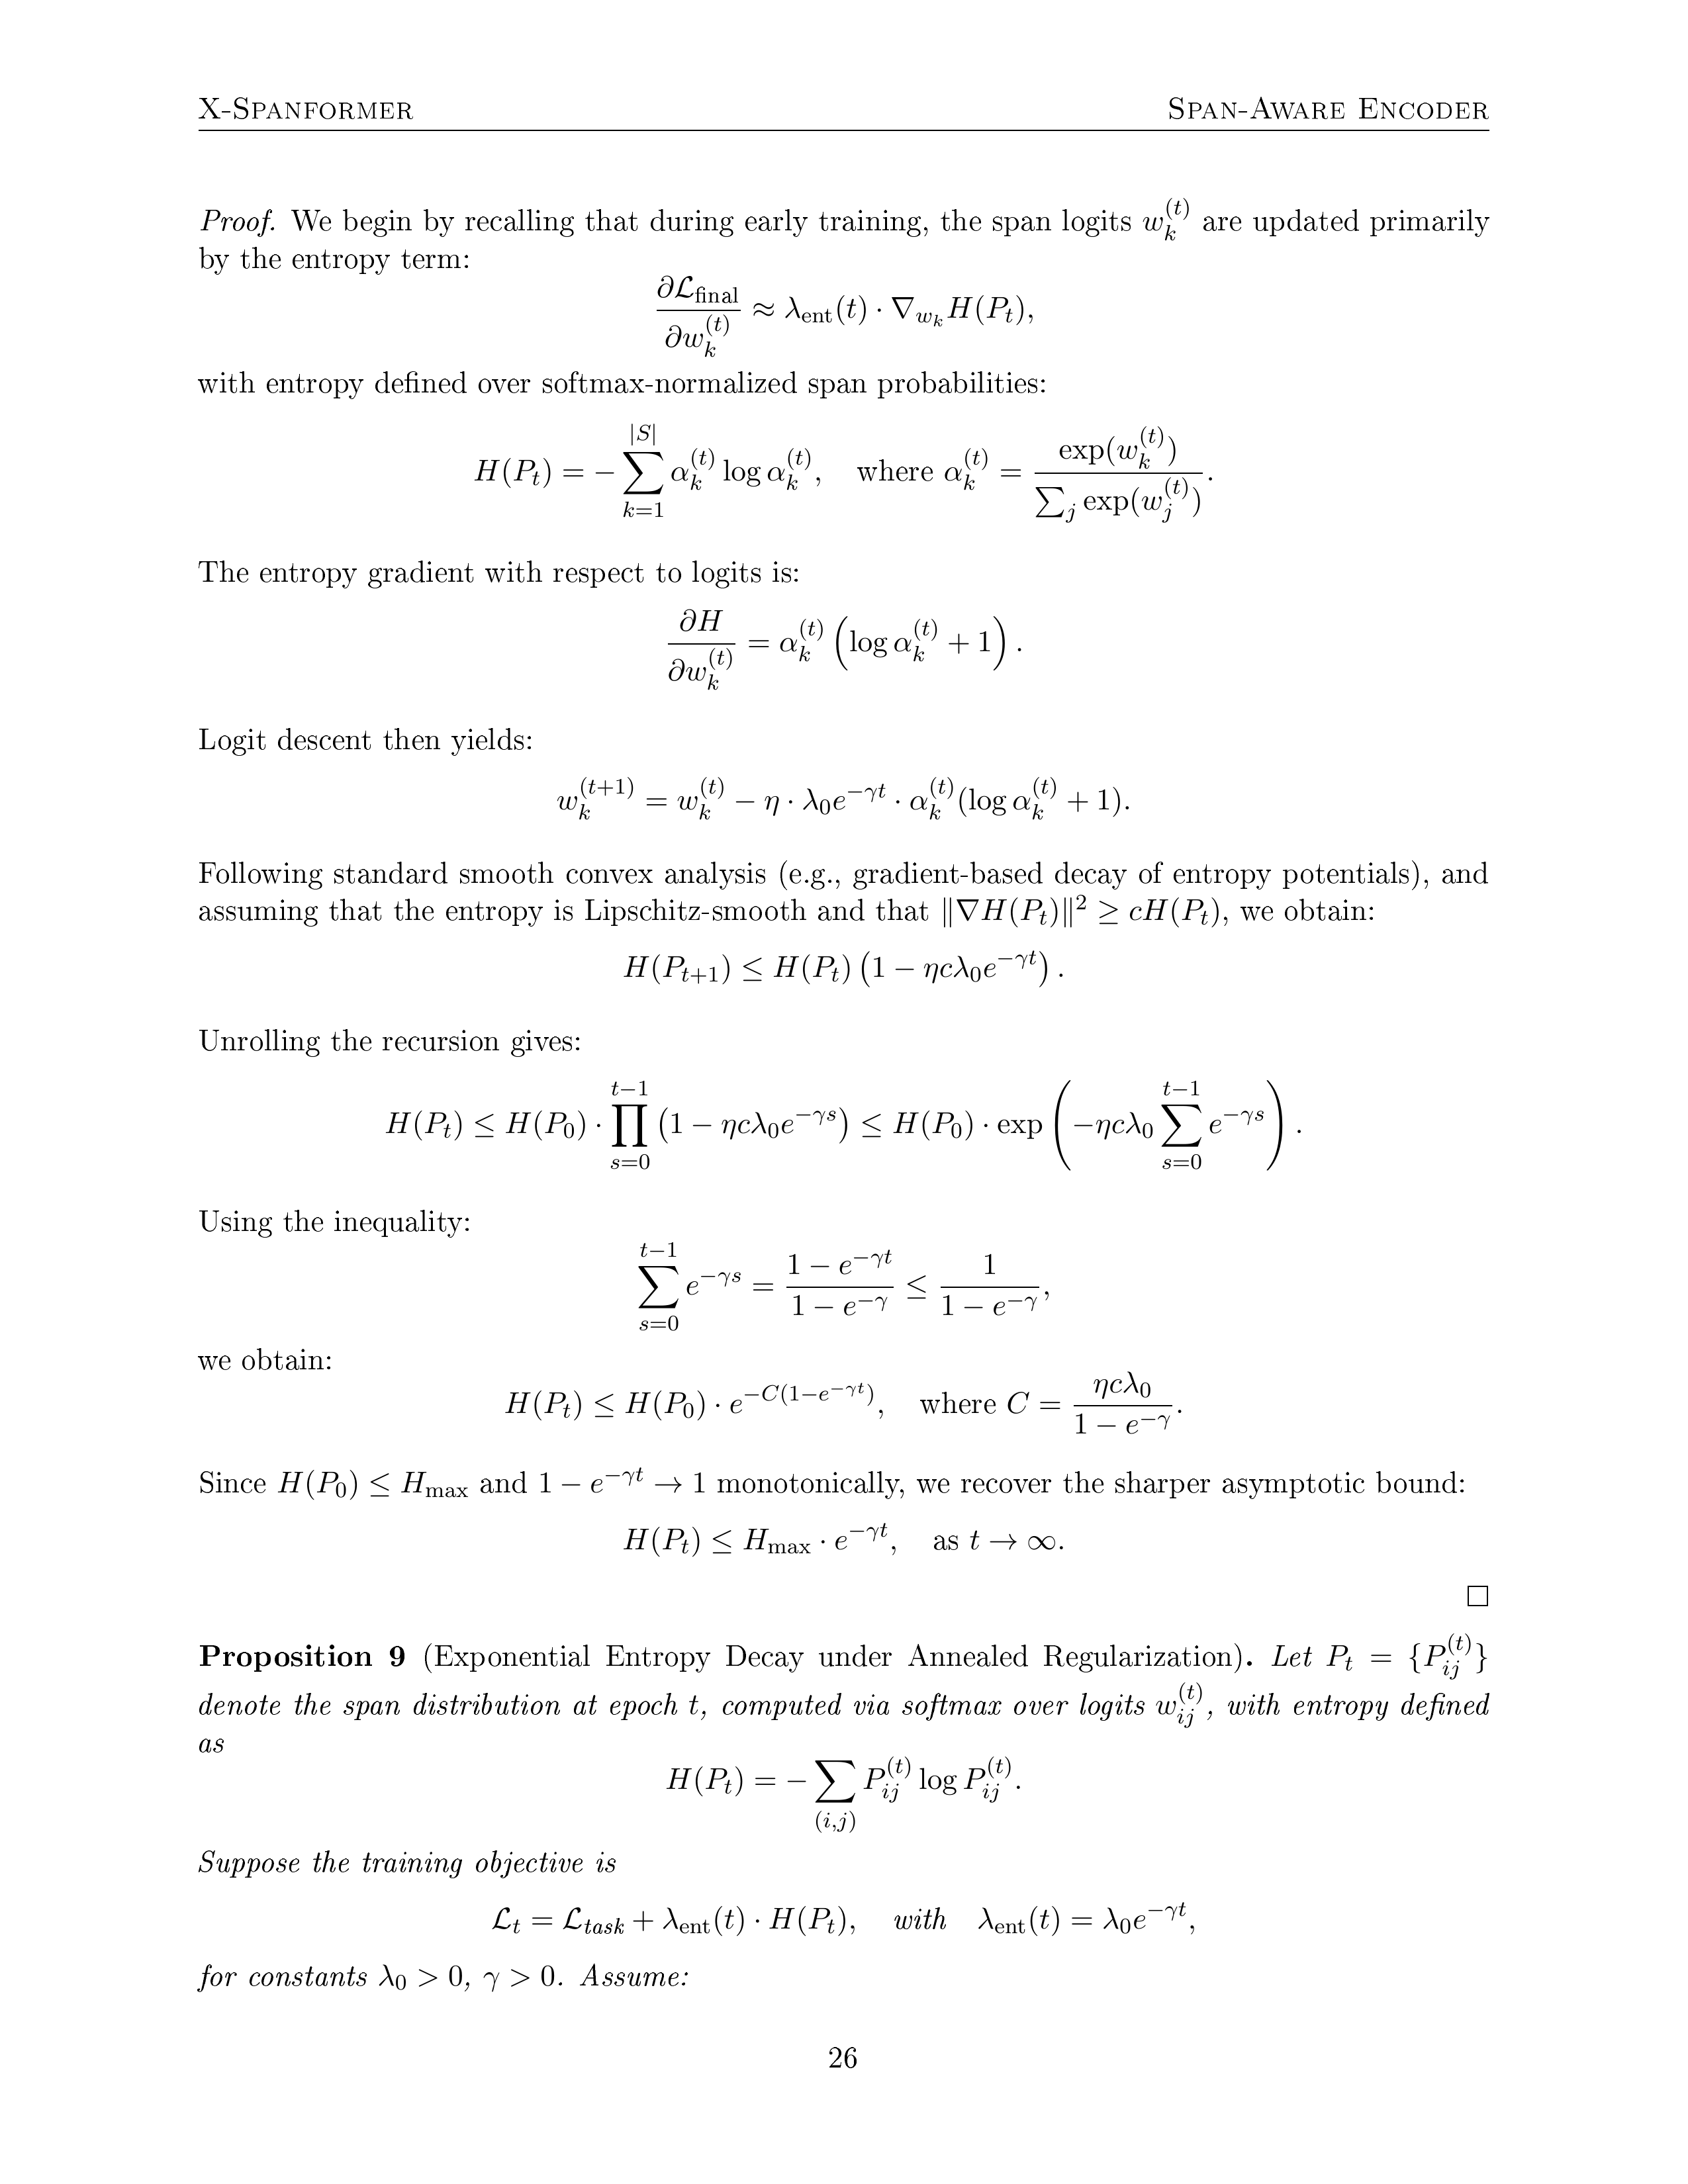 X-Spanformer Span-Aware Encoder
Proof. We begin by recalling that during early training, the span logits $w_k^{(t)}$ are updated primarily
by the entropy term:
$$\frac{\partial \mathcal{L}_{\text{final}}}{\partial w_k^{(t)}} \approx \lambda_{\text{ent}}(t) \cdot \nabla_{w_k} H(P_t),$$
with entropy defined over softmax-normalized span probabilities:
$$H(P_t) = -\sum_{k=1}^{|S|} \alpha_k^{(t)} \log \alpha_k^{(t)}, \quad \text{where } \alpha_k^{(t)} = \frac{\exp(w_k^{(t)})}{\sum_j \exp(w_j^{(t)})}.$$
The entropy gradient with respect to logits is:
$$\frac{\partial H}{\partial w_k^{(t)}} = \alpha_k^{(t)} \left( \log \alpha_k^{(t)} + 1 \right).$$
Logit descent then yields:
$$w_k^{(t+1)} = w_k^{(t)} - \eta \cdot \lambda_0 e^{-\gamma t} \cdot \alpha_k^{(t)} (\log \alpha_k^{(t)} + 1).$$
Following standard smooth convex analysis (e.g., gradient-based decay of entropy potentials), and
assuming that the entropy is Lipschitz-smooth and that $\|\nabla H(P_t)\|^2 \geq cH(P_t)$, we obtain:
$$H(P_{t+1}) \leq H(P_t) \left( 1 - \eta c \lambda_0 e^{-\gamma t} \right).$$
Unrolling the recursion gives:
$$H(P_t) \leq H(P_0) \cdot \prod_{s=0}^{t-1} \left( 1 - \eta c \lambda_0 e^{-\gamma s} \right) \leq H(P_0) \cdot \exp \left( -\eta c \lambda_0 \sum_{s=0}^{t-1} e^{-\gamma s} \right).$$
Using the inequality:
$$\sum_{s=0}^{t-1} e^{-\gamma s} = \frac{1 - e^{-\gamma t}}{1 - e^{-\gamma}} \leq \frac{1}{1 - e^{-\gamma}},$$
we obtain:
$$H(P_t) \leq H(P_0) \cdot e^{-C(1 - e^{-\gamma t})}, \quad \text{where } C = \frac{\eta c \lambda_0}{1 - e^{-\gamma}}.$$
Since $H(P_0) \leq H_{\max}$ and $1 - e^{-\gamma t} \to 1$ monotonically, we recover the sharper asymptotic bound:
$$H(P_t) \leq H_{\max} \cdot e^{-\gamma t}, \quad \text{as } t \to \infty.$$
□
Proposition 9 (Exponential Entropy Decay under Annealed Regularization). Let $P_t = \{P_{ij}^{(t)}\}$
denote the span distribution at epoch t, computed via softmax over logits $w_{ij}^{(t)}$, with entropy defined
as
$$H(P_t) = -\sum_{(i,j)} P_{ij}^{(t)} \log P_{ij}^{(t)}.$$
Suppose the training objective is
$$\mathcal{L}_t = \mathcal{L}_{task} + \lambda_{\text{ent}}(t) \cdot H(P_t), \quad \text{with} \quad \lambda_{\text{ent}}(t) = \lambda_0 e^{-\gamma t},$$
for constants $\lambda_0 > 0$, $\gamma > 0$. Assume:
26